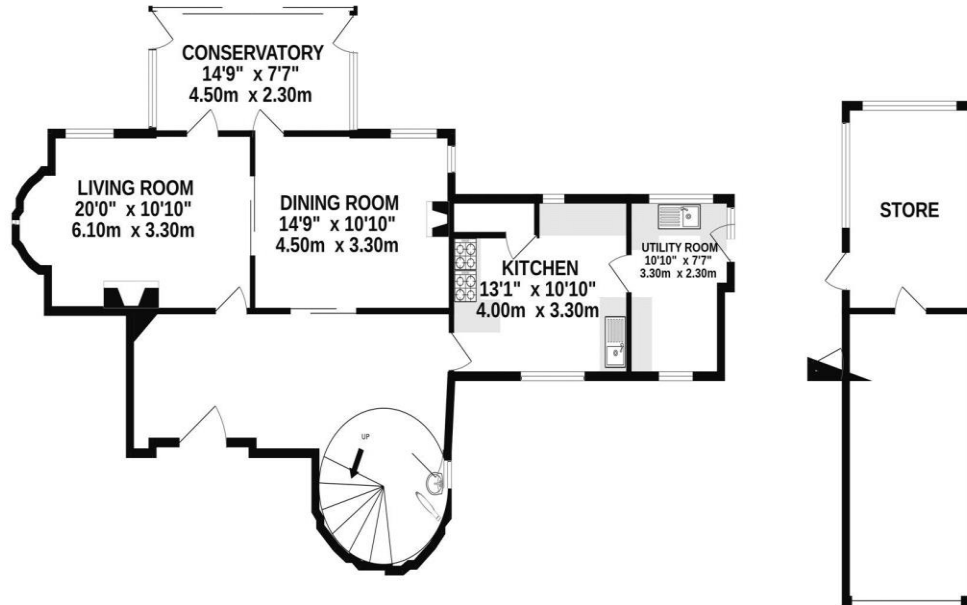 CONSERVATORY
14'9" x 7'7"
4.50m x 2.30m
LIVING ROOM
20'0" x 10'10"
6.10m x 3.30m
DINING ROOM
14'9" x 10'10"
4.50m x 3.30m
KITCHEN
13'1" x 10'10"
4.00m x 3.30m
UTILITY ROOM
10'10" x 7'7"
3.30m x 2.30m
STORE
UP